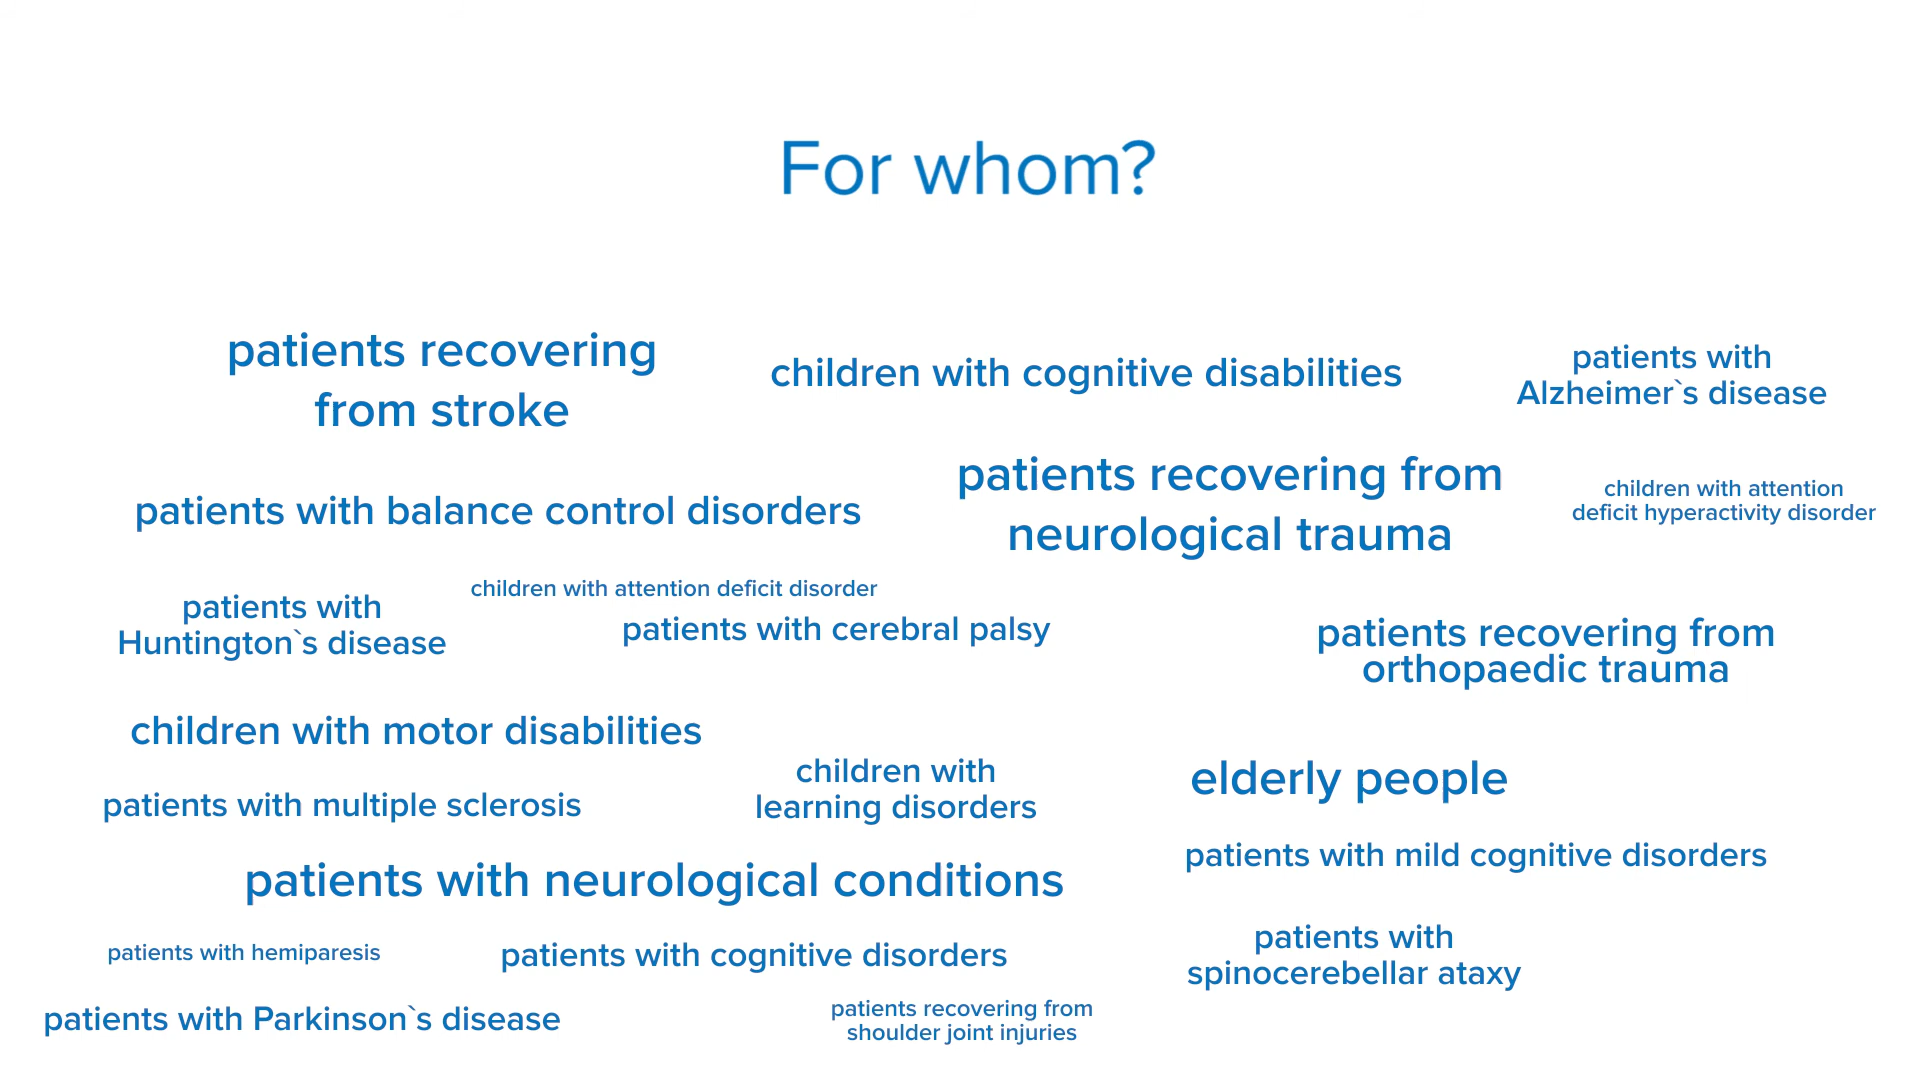 For whom?
patients recovering
from stroke
children with cognitive disabilities
patients with
Alzheimer`s disease
patients with balance control disorders
patients recovering from
neurological trauma
children with attention
deficit hyperactivity disorder
patients with
Huntington`s disease
children with attention deficit disorder
patients with cerebral palsy
patients recovering from
orthopaedic trauma
children with motor disabilities
children with
learning disorders
elderly people
patients with multiple sclerosis
patients with mild cognitive disorders
patients with neurological conditions
patients with hemiparesis
patients with cognitive disorders
patients with
spinocerebellar ataxy
patients with Parkinson`s disease
patients recovering from
shoulder joint injuries